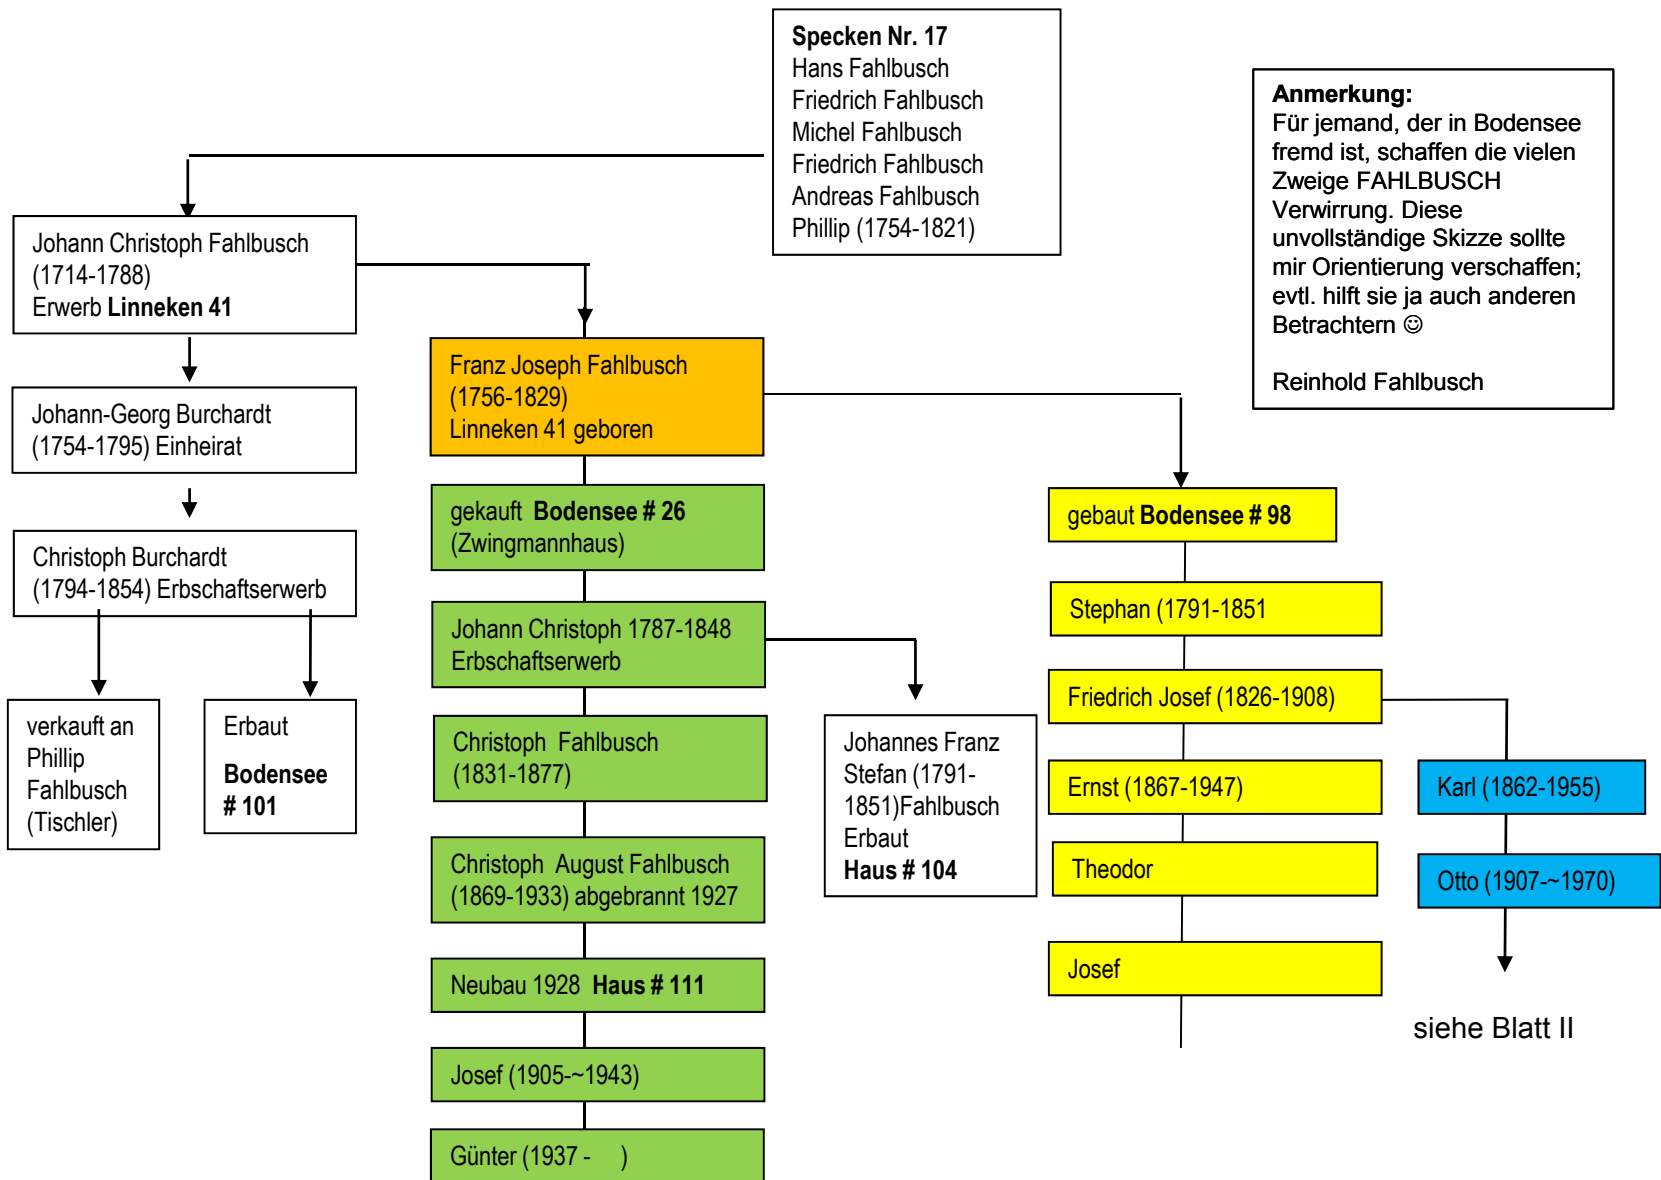 Specken Nr. 17
Hans Fahlbusch
Friedrich Fahlbusch
Michel Fahlbusch
Friedrich Fahlbusch
Andreas Fahlbusch
Phillip (1754-1821)
Anmerkung:
Für jemand, der in Bodensee
fremd ist, schaffen die vielen
Zweige FAHLBUSCH
Verwirrung. Diese
unvollständige Skizze sollte
mir Orientierung verschaffen;
evtl. hilft sie ja auch anderen
Betrachtern ☺
Reinhold Fahlbusch
Johann Christoph Fahlbusch
(1714-1788)
Erwerb Linneken 41
Johann-Georg Burchardt
(1754-1795) Einheirat
Christoph Burchardt
(1794-1854) Erbschaftserwerb
verkauft an
Phillip
Fahlbusch
(Tischler)
Erbaut
Bodensee
# 101
Franz Joseph Fahlbusch
(1756-1829)
Linneken 41 geboren
gekauft Bodensee # 26
(Zwingmannhaus)
Johann Christoph 1787-1848
Erbschaftserwerb
Christoph Fahlbusch
(1831-1877)
Christoph August Fahlbusch
(1869-1933) abgebrannt 1927
Neubau 1928 Haus # 111
Josef (1905-~1943)
Günter (1937 - )
Johannes Franz
Stefan (1791-
1851)Fahlbusch
Erbaut
Haus # 104
gebaut Bodensee # 98
Stephan (1791-1851
Friedrich Josef (1826-1908)
Ernst (1867-1947)
Theodor
Josef
Karl (1862-1955)
Otto (1907-~1970)
siehe Blatt II